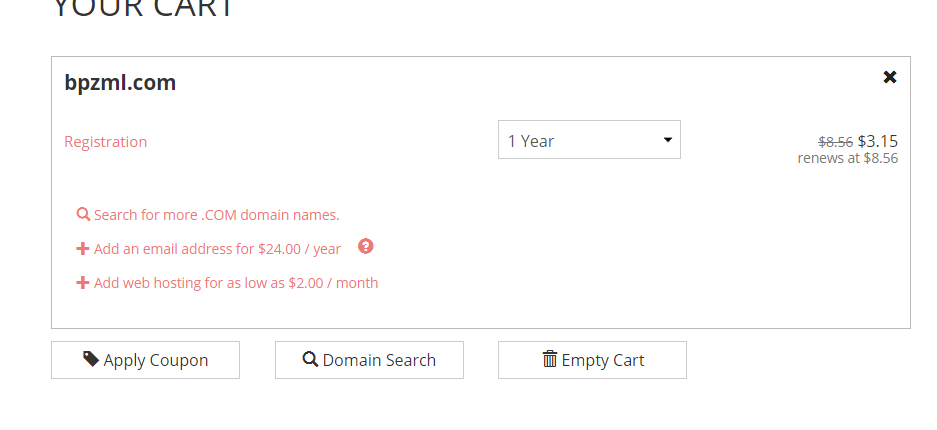 YOUR CART
bpzml.com
Registration
1 Year
$8.56 $3.15
renews at $8.56
Search for more .COM domain names.
Add an email address for $24.00 / year
Add web hosting for as low as $2.00 / month
Apply Coupon
Domain Search
Empty Cart